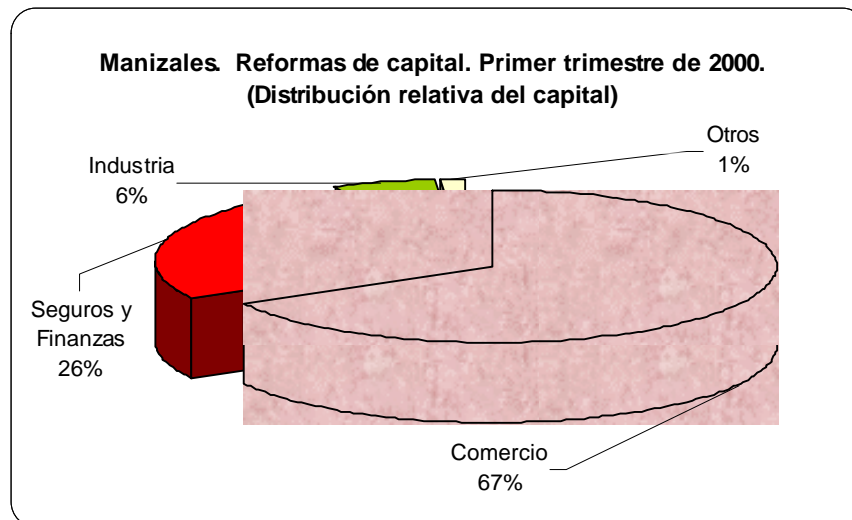 Manizales. Reformas de capital. Primer trimestre de 2000.
(Distribución relativa del capital)
Otros
1%
Industria
6%
Seguros y
Finanzas
26%
Comercio
67%